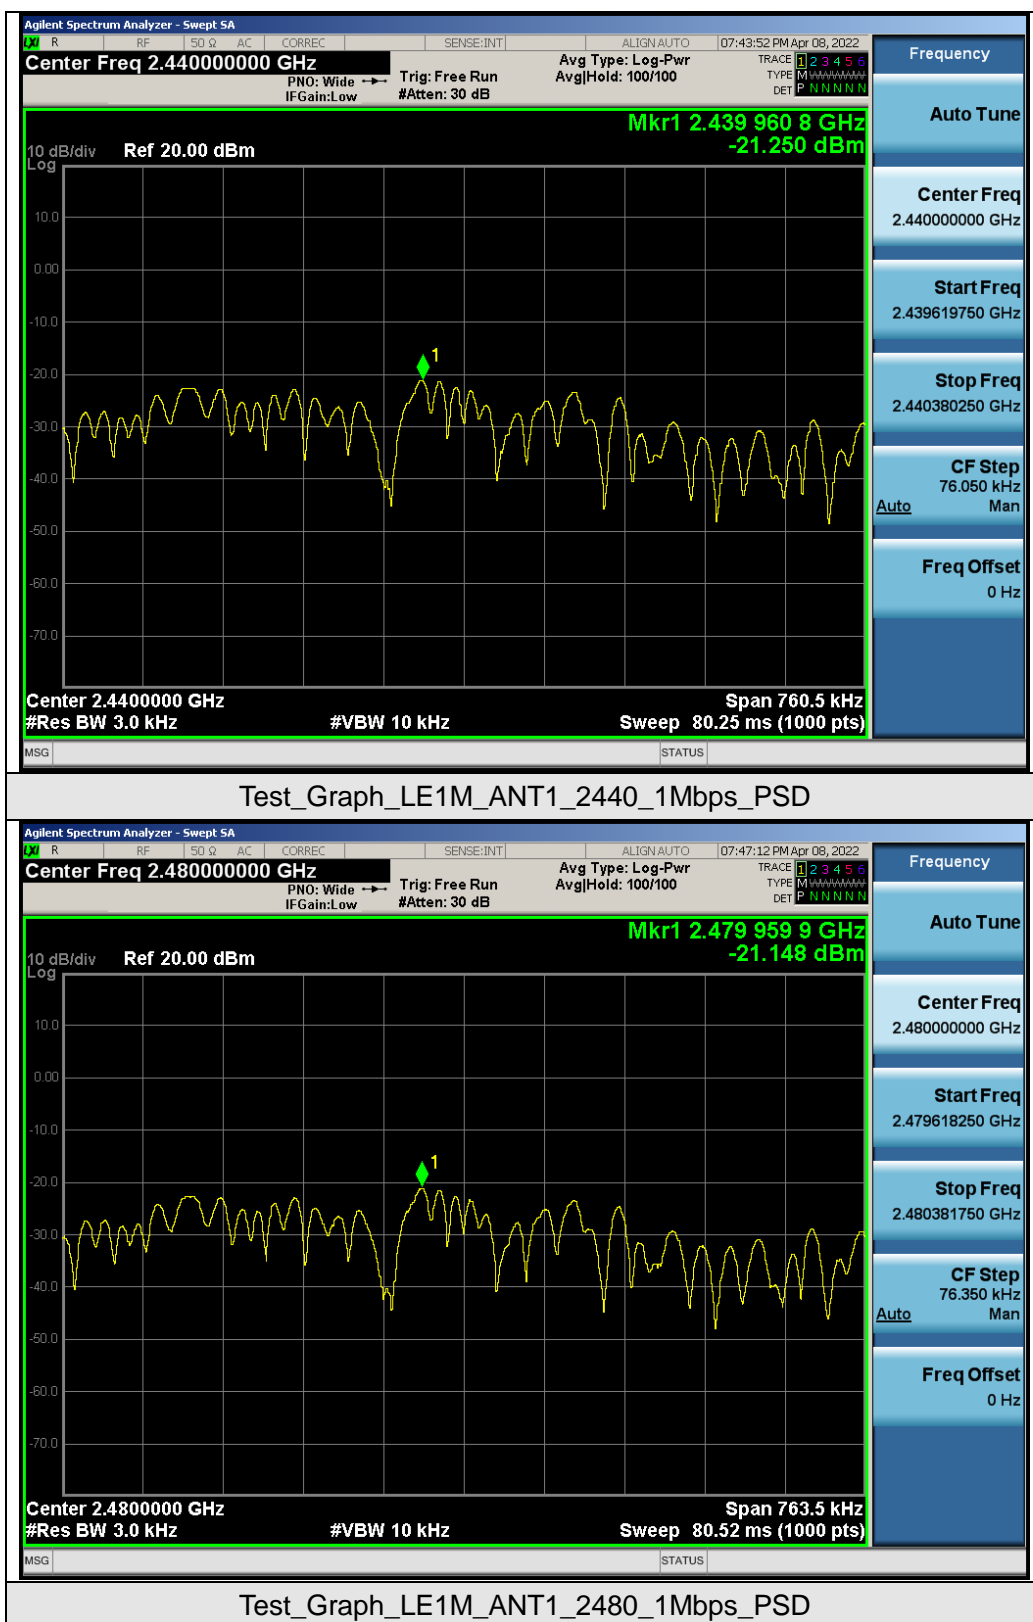 Agilent Spectrum Analyzer - Swept SA
LXI R RF 50 Ω AC CORREC SENSE:INT ALIGNAUTO 07:43:52 PM Apr 08, 2022
Center Freq 2.440000000 GHz
PNO: Wide
IFGain:Low
Trig: Free Run
#Atten: 30 dB
Avg Type: Log-Pwr
Avg|Hold: 100/100
TRACE 1 2 3 4 5 6
TYPE M
DET P N N N N N
Mkr1 2.439 960 8 GHz
-21.250 dBm
10 dB/div Ref 20.00 dBm
Log
10.0
0.00
-10.0
-20.0
-30.0
-40.0
-50.0
-60.0
-70.0
1
Center 2.4400000 GHz Span 760.5 kHz
#Res BW 3.0 kHz #VBW 10 kHz Sweep 80.25 ms (1000 pts)
MSG STATUS
Frequency
Auto Tune
Center Freq
2.440000000 GHz
Start Freq
2.439619750 GHz
Stop Freq
2.440380250 GHz
CF Step
76.050 kHz
Auto Man
Freq Offset
0 Hz
Test_Graph_LE1M_ANT1_2440_1Mbps_PSD
Agilent Spectrum Analyzer - Swept SA
LXI R RF 50 Ω AC CORREC SENSE:INT ALIGNAUTO 07:47:12 PM Apr 08, 2022
Center Freq 2.480000000 GHz
PNO: Wide
IFGain:Low
Trig: Free Run
#Atten: 30 dB
Avg Type: Log-Pwr
Avg|Hold: 100/100
TRACE 1 2 3 4 5 6
TYPE M
DET P N N N N N
Mkr1 2.479 959 9 GHz
-21.148 dBm
10 dB/div Ref 20.00 dBm
Log
10.0
0.00
-10.0
-20.0
-30.0
-40.0
-50.0
-60.0
-70.0
1
Center 2.4800000 GHz Span 763.5 kHz
#Res BW 3.0 kHz #VBW 10 kHz Sweep 80.52 ms (1000 pts)
MSG STATUS
Frequency
Auto Tune
Center Freq
2.480000000 GHz
Start Freq
2.479618250 GHz
Stop Freq
2.480381750 GHz
CF Step
76.350 kHz
Auto Man
Freq Offset
0 Hz
Test_Graph_LE1M_ANT1_2480_1Mbps_PSD